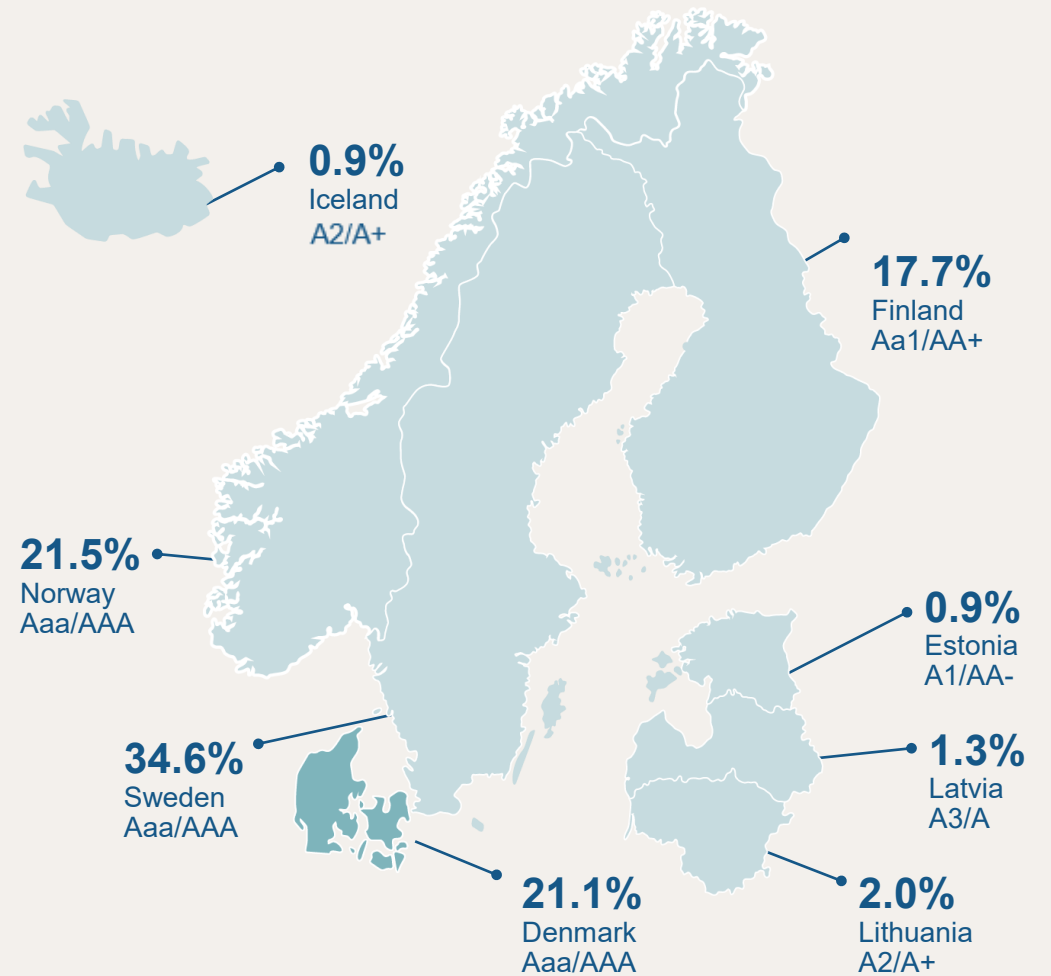 0.9%
Iceland
A2/A+
17.7%
Finland
Aa1/AA+
21.5%
Norway
Aaa/AAA
0.9%
Estonia
A1/AA-
34.6%
Sweden
Aaa/AAA
1.3%
Latvia
A3/A
21.1%
Denmark
Aaa/AAA
2.0%
Lithuania
A2/A+